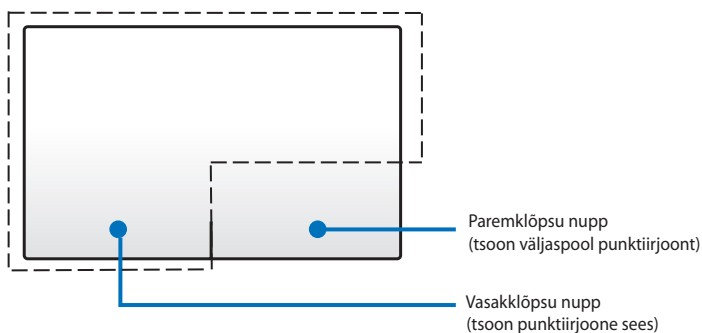 Paremklõpsu nupp
(tsoon väljaspool punktiirjoont)
Vasakklõpsu nupp
(tsoon punktiirjoone sees)